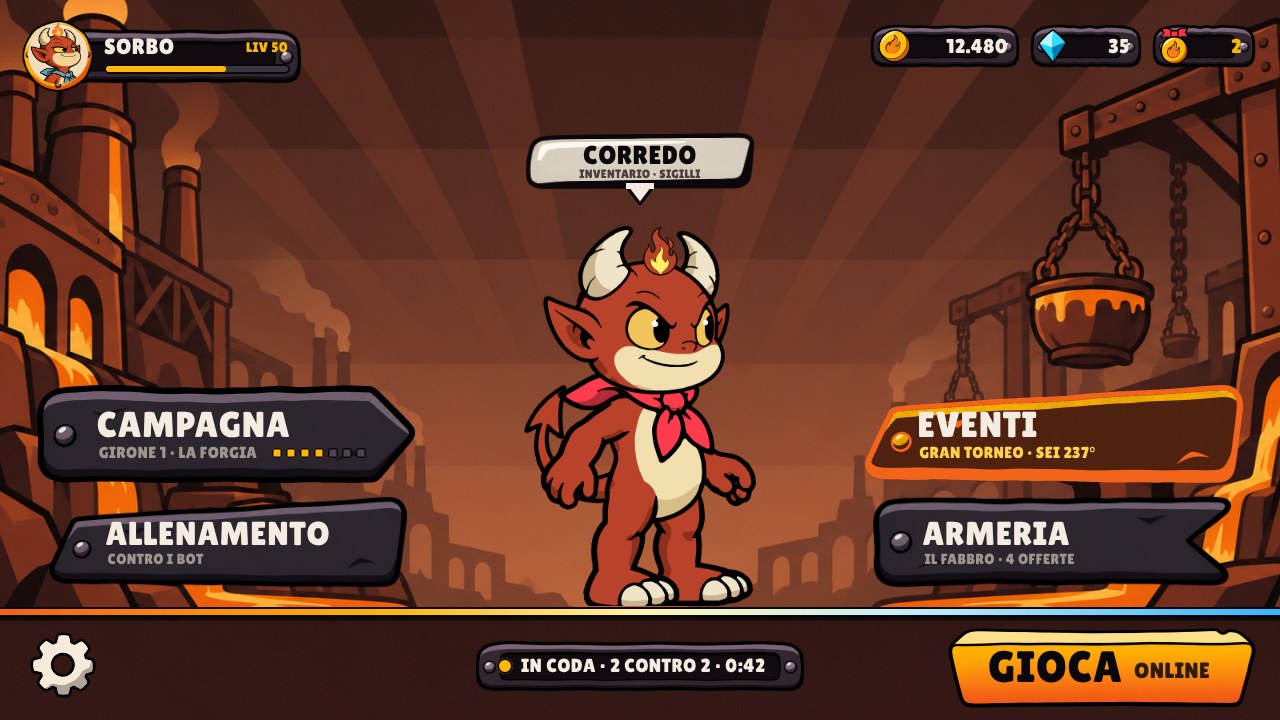 SORBO
LIV 50
12.480
35
2
CORREDO
INVENTARIO · SIGILLI
CAMPAGNA
GIRONE 1 · LA FORGIA
EVENTI
GRAN TORNEO · SEI 237°
ALLENAMENTO
CONTRO I BOT
ARMERIA
IL FABBRO · 4 OFFERTE
IN CODA · 2 CONTRO 2 · 0:42
GIOCA ONLINE